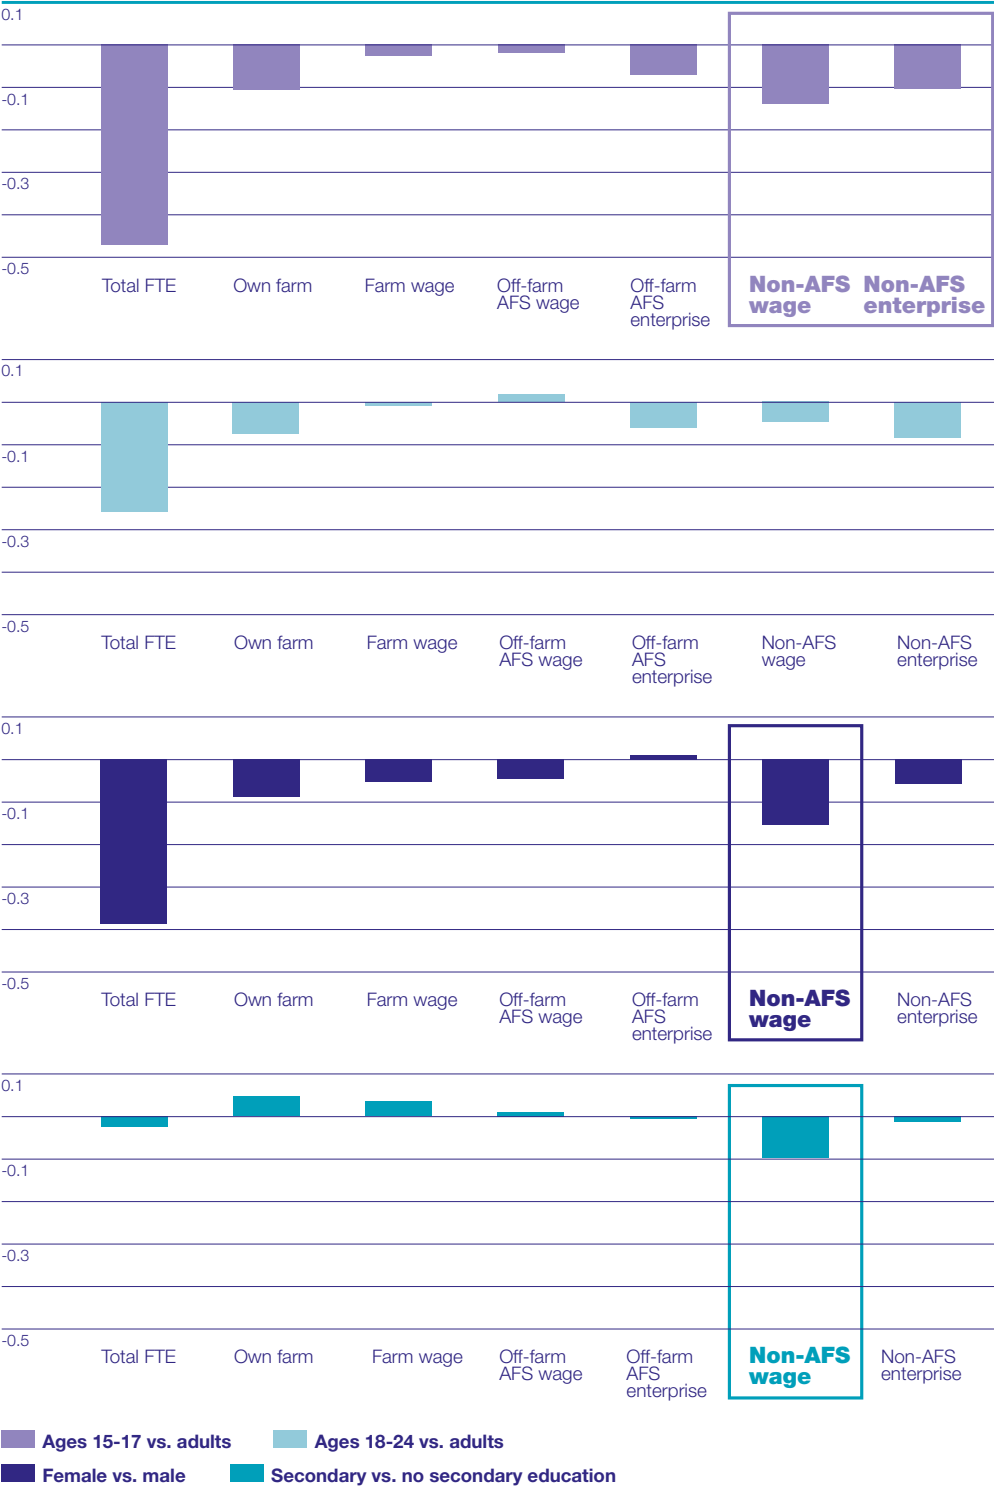 0.1
-0.1
-0.3
-0.5
Total FTE
Own farm
Farm wage
Off-farm
AFS wage
Off-farm
AFS
enterprise
Non-AFS
wage
Non-AFS
enterprise
0.1
-0.1
-0.3
-0.5
Total FTE
Own farm
Farm wage
Off-farm
AFS wage
Off-farm
AFS
enterprise
Non-AFS
wage
Non-AFS
enterprise
0.1
-0.1
-0.3
-0.5
Total FTE
Own farm
Farm wage
Off-farm
AFS wage
Off-farm
AFS
enterprise
Non-AFS
wage
Non-AFS
enterprise
0.1
-0.1
-0.3
-0.5
Total FTE
Own farm
Farm wage
Off-farm
AFS wage
Off-farm
AFS
enterprise
Non-AFS
wage
Non-AFS
enterprise
Ages 15-17 vs. adults
Ages 18-24 vs. adults
Female vs. male
Secondary vs. no secondary education